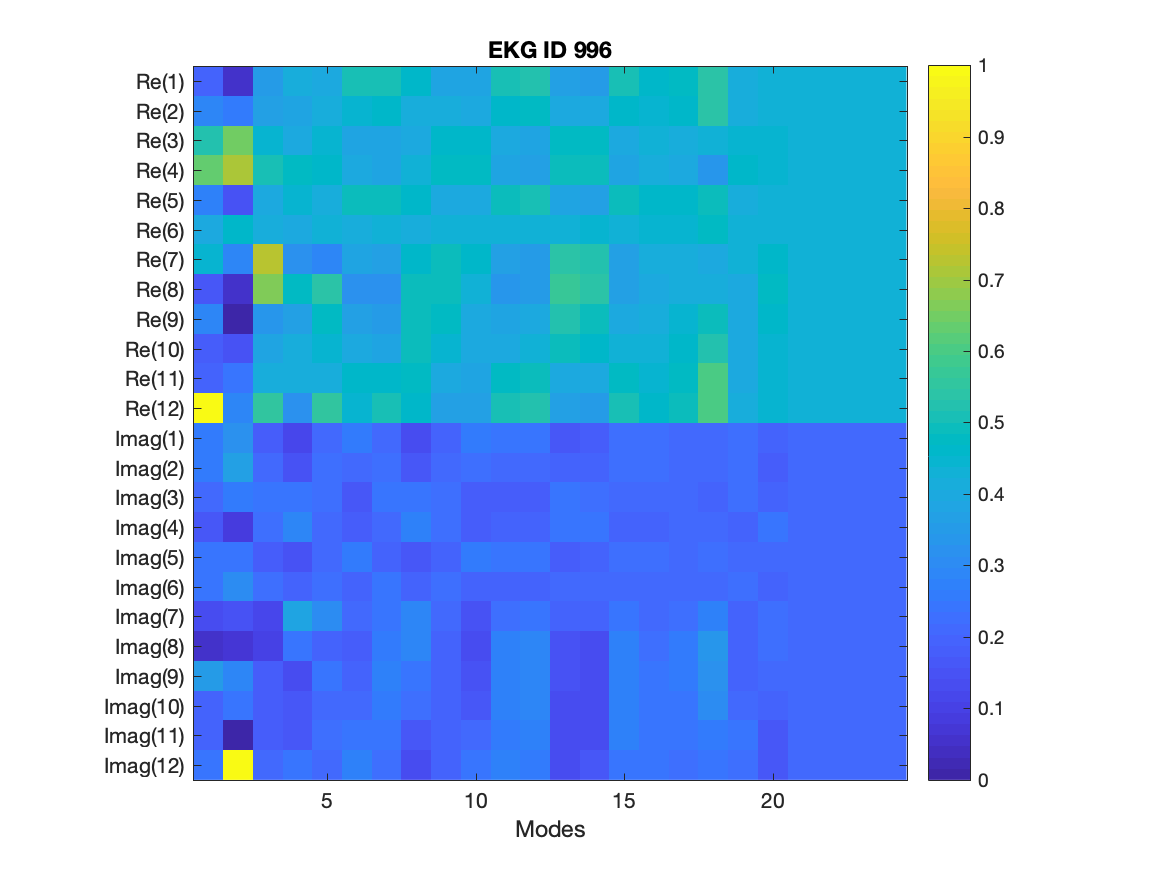 EKG ID 996
Re(1)
Re(2)
Re(3)
Re(4)
Re(5)
Re(6)
Re(7)
Re(8)
Re(9)
Re(10)
Re(11)
Re(12)
Imag(1)
Imag(2)
Imag(3)
Imag(4)
Imag(5)
Imag(6)
Imag(7)
Imag(8)
Imag(9)
Imag(10)
Imag(11)
Imag(12)
5 10 15 20
Modes
1
0.9
0.8
0.7
0.6
0.5
0.4
0.3
0.2
0.1
0